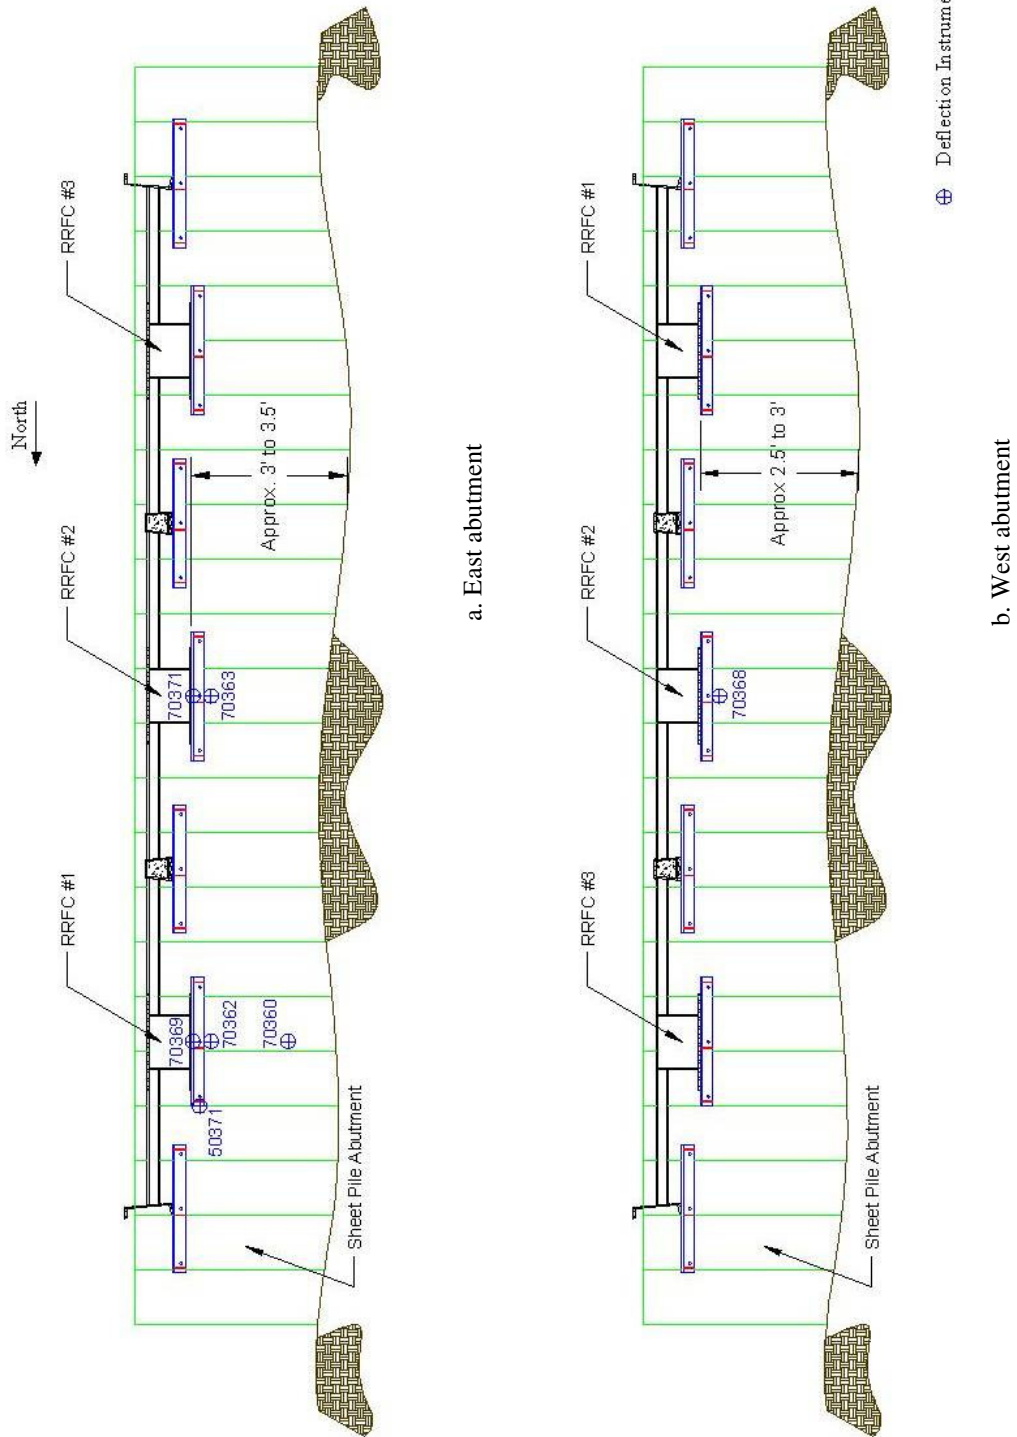 North
RRFC #1
RRFC #2
RRFC #3
70369
70362
70360
50371
70371
70363
Approx. 3' to 3.5'
Sheet Pile Abutment
a. East abutment
RRFC #3
RRFC #2
RRFC #1
70368
Approx 2.5' to 3'
Sheet Pile Abutment
Deflection Instrume
b. West abutment